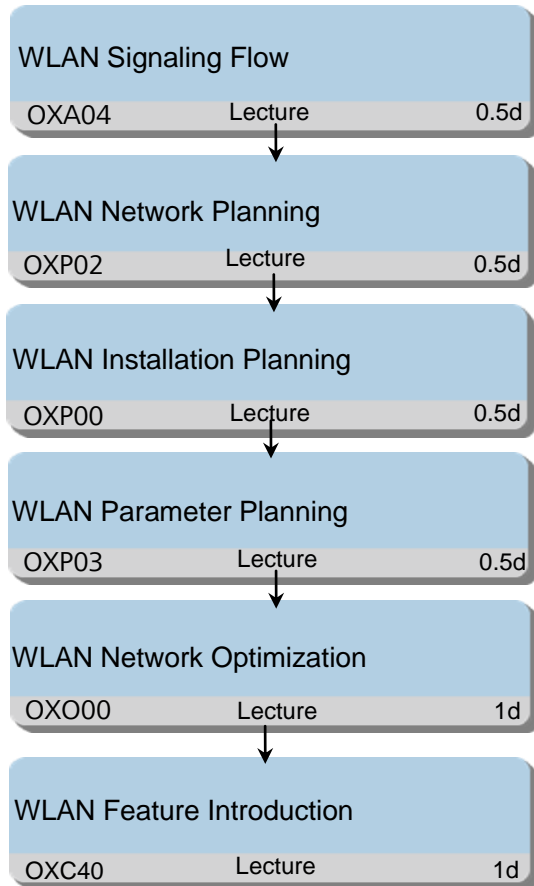 WLAN Signaling Flow
OXA04 Lecture 0.5d
WLAN Network Planning
OXP02 Lecture 0.5d
WLAN Installation Planning
OXP00 Lecture 0.5d
WLAN Parameter Planning
OXP03 Lecture 0.5d
WLAN Network Optimization
OXO00 Lecture 1d
WLAN Feature Introduction
OXC40 Lecture 1d